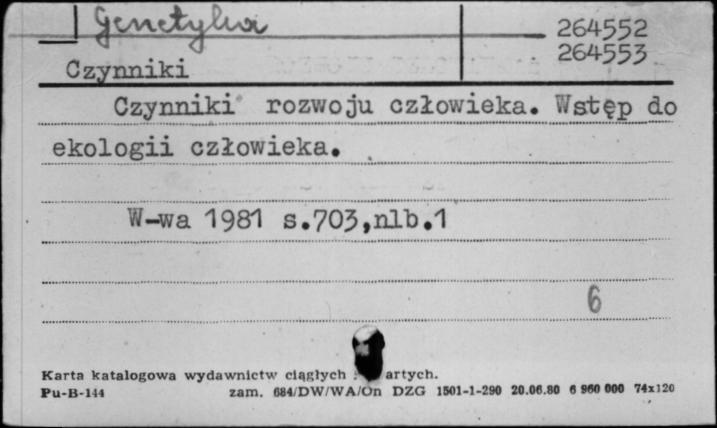 Genetyka
264552
264553
Czynniki
Czynniki rozwoju człowieka. Wstęp do
ekologii człowieka.
W-wa 1981 s.703,nlb.1
6
Karta katalogowa wydawnictw ciągłych artych.
Pu-B-144 zam. 684/DW/WA/On DZG 1501-1-290 20.06.80 6 960 000 74x120